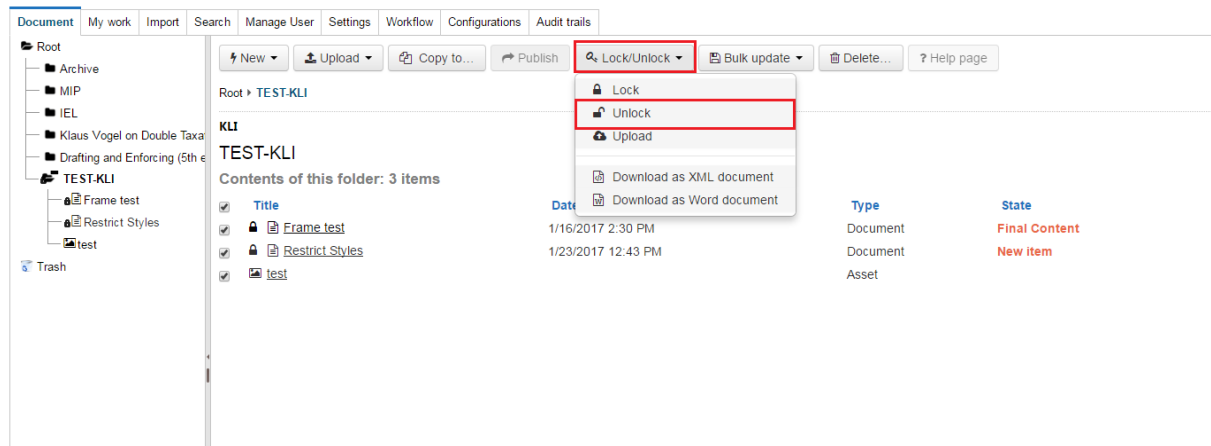 Document My work Import Search Manage User Settings Workflow Configurations Audit trails
Root
Archive
MIP
IEL
Klaus Vogel on Double Taxa
Drafting and Enforcing (5th e
TEST-KLI
Frame test
Restrict Styles
test
Trash
New Upload Copy to... Publish Lock/Unlock Bulk update Delete... ? Help page
Lock
Unlock
Upload
Download as XML document
Download as Word document
Root TEST-KLI
KLI
TEST-KLI
Contents of this folder: 3 items
Title Date Type State
Frame test 1/16/2017 2:30 PM Document Final Content
Restrict Styles 1/23/2017 12:43 PM Document New item
test Asset